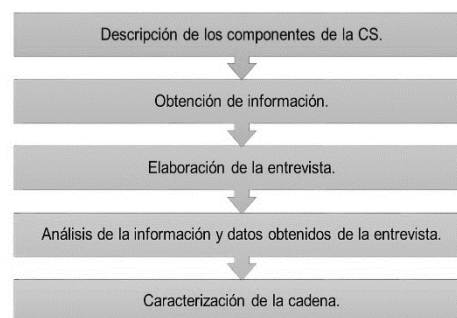 Descripción de los componentes de la CS.
Obtención de información.
Elaboración de la entrevista.
Análisis de la información y datos obtenidos de la entrevista.
Caracterización de la cadena.